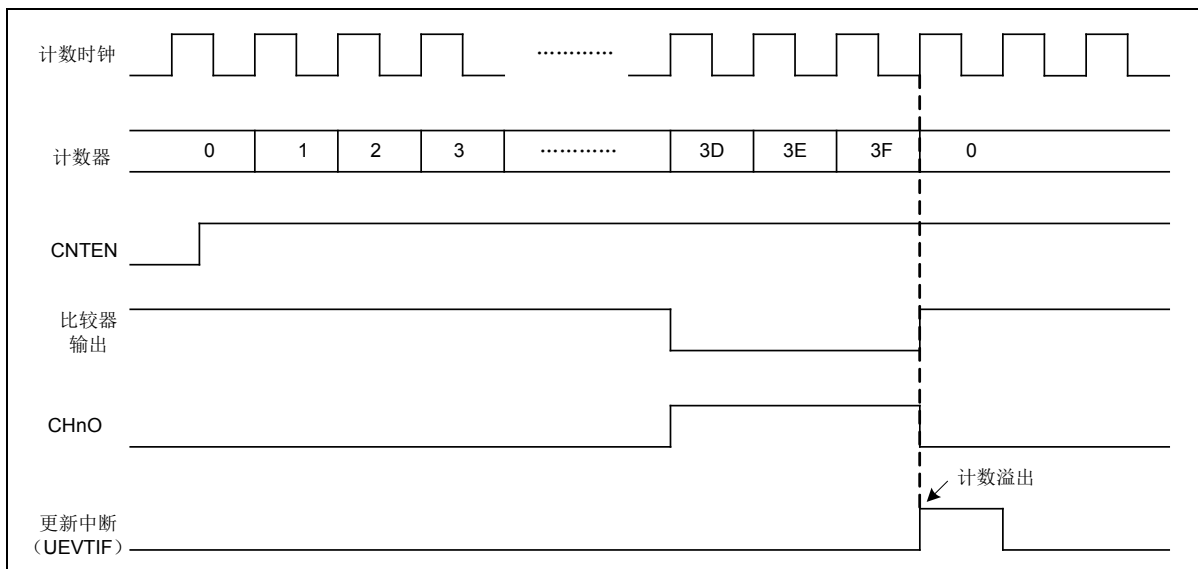 计数时钟
…………
计数器 0 1 2 3 ………… 3D 3E 3F 0
CNTEN
比较器
输出
CHnO
计数溢出
更新中断
（UEVTIF）